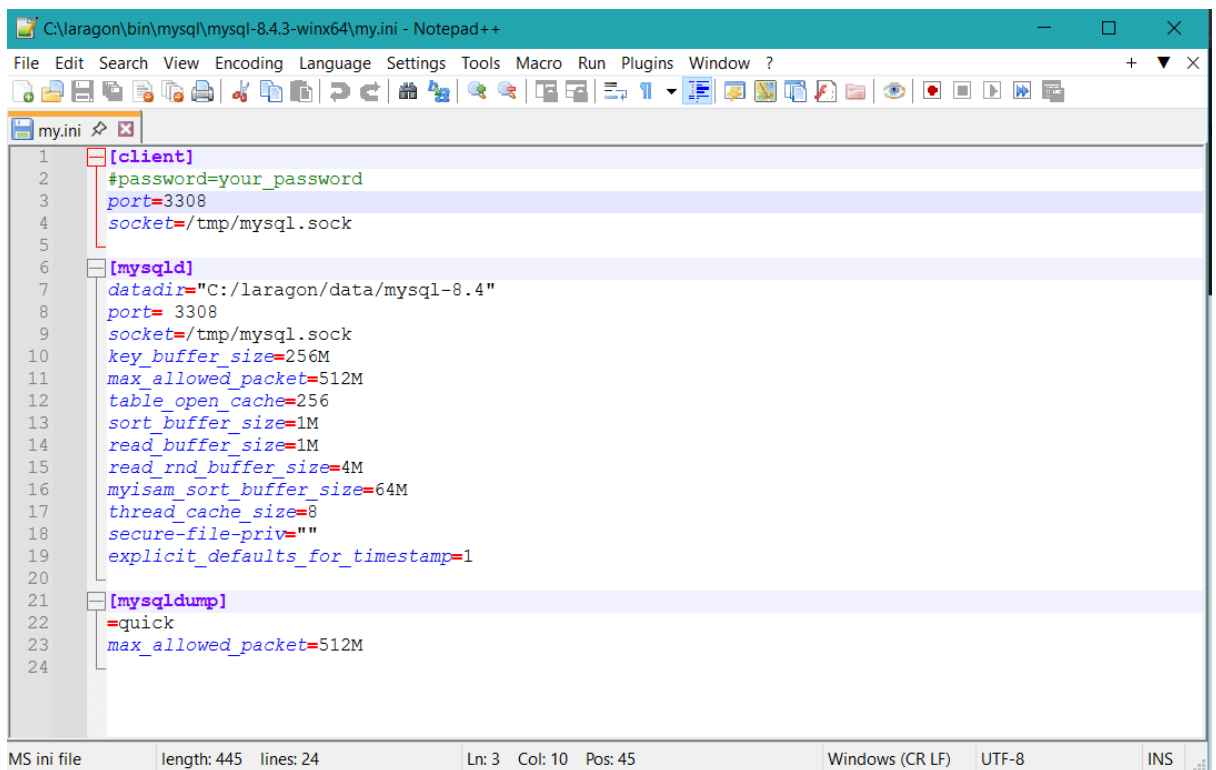 C:\laragon\bin\mysql\mysql-8.4.3-winx64\my.ini - Notepad++
File Edit Search View Encoding Language Settings Tools Macro Run Plugins Window ?
my.ini
1 [client]
2 #password=your_password
3 port=3308
4 socket=/tmp/mysql.sock
5
6 [mysqld]
7 datadir="C:/laragon/data/mysql-8.4"
8 port= 3308
9 socket=/tmp/mysql.sock
10 key_buffer_size=256M
11 max_allowed_packet=512M
12 table_open_cache=256
13 sort_buffer_size=1M
14 read_buffer_size=1M
15 read_rnd_buffer_size=4M
16 myisam_sort_buffer_size=64M
17 thread_cache_size=8
18 secure-file-priv=""
19 explicit_defaults_for_timestamp=1
20
21 [mysqldump]
22 =quick
23 max_allowed_packet=512M
24
MS ini file length: 445 lines: 24 Ln: 3 Col: 10 Pos: 45 Windows (CR LF) UTF-8 INS